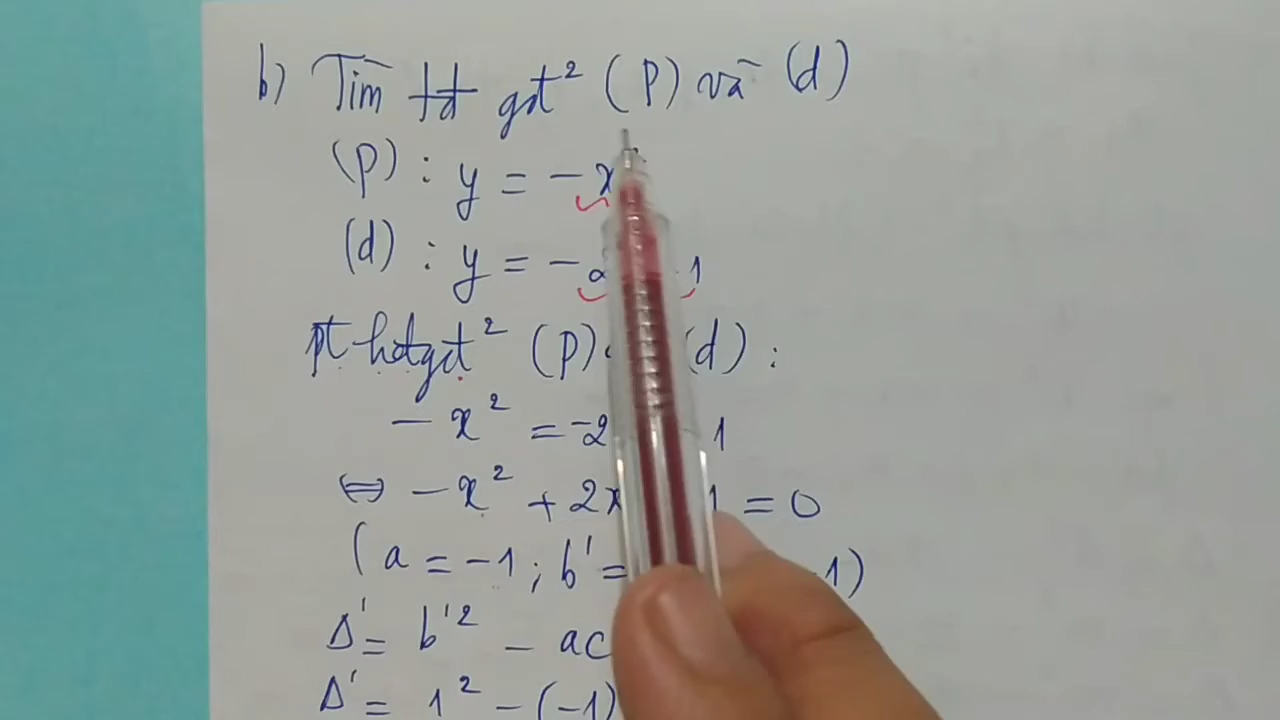 b) Tìm tđ gđ² (P) và (d)
(P) : y = -x
(d) : y = - 1
pt hđgđ² (P) (d) :
-x² = -2 1
⇔ -x² + 2x 1 = 0
(a = -1 ; b' = 1)
Δ' = b'² - ac
Δ' = 1² - (-1)